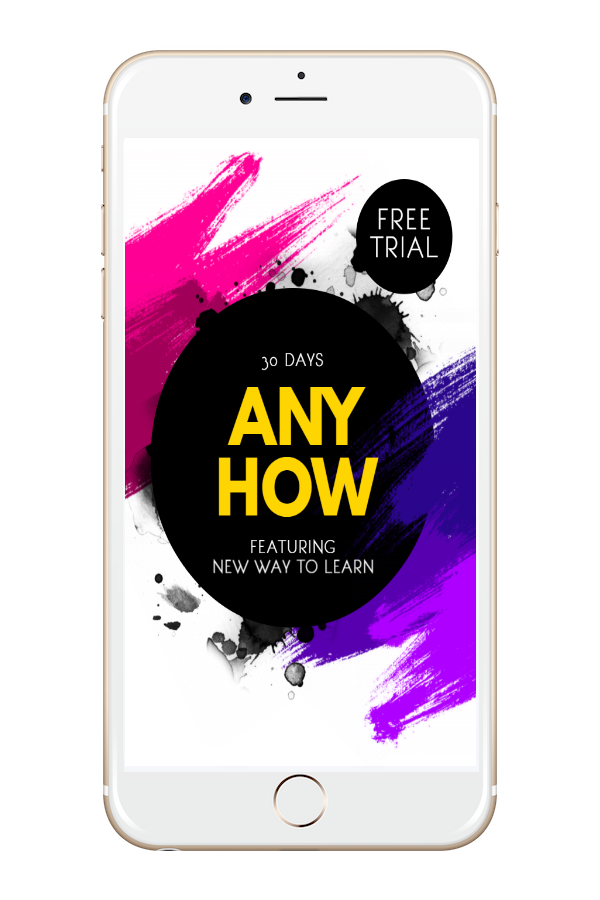 FREE
TRIAL
30 DAYS
ANY
HOW
FEATURING
NEW WAY TO LEARN